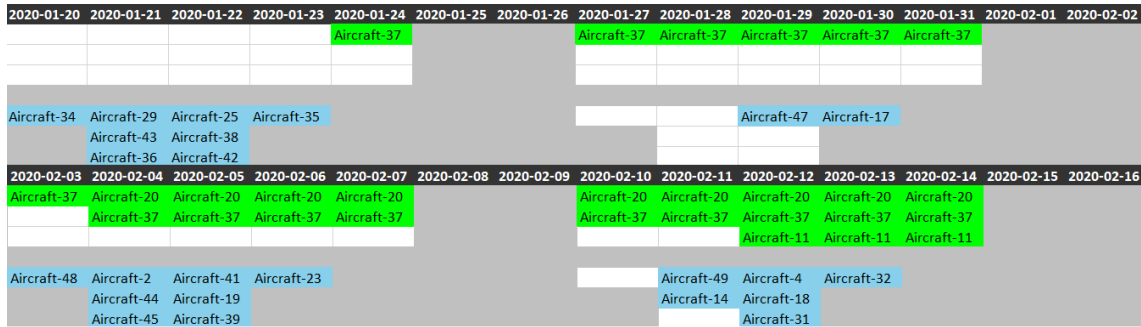 2020-01-20 2020-01-21 2020-01-22 2020-01-23 2020-01-24 2020-01-25 2020-01-26 2020-01-27 2020-01-28 2020-01-29 2020-01-30 2020-01-31 2020-02-01 2020-02-02
Aircraft-37 Aircraft-37 Aircraft-37 Aircraft-37 Aircraft-37 Aircraft-37
Aircraft-34 Aircraft-29 Aircraft-25 Aircraft-35 Aircraft-47 Aircraft-17
Aircraft-43 Aircraft-38
Aircraft-36 Aircraft-42
2020-02-03 2020-02-04 2020-02-05 2020-02-06 2020-02-07 2020-02-08 2020-02-09 2020-02-10 2020-02-11 2020-02-12 2020-02-13 2020-02-14 2020-02-15 2020-02-16
Aircraft-37 Aircraft-20 Aircraft-20 Aircraft-20 Aircraft-20 Aircraft-20 Aircraft-20 Aircraft-20 Aircraft-20 Aircraft-20
Aircraft-37 Aircraft-37 Aircraft-37 Aircraft-37 Aircraft-37 Aircraft-37 Aircraft-37 Aircraft-37 Aircraft-37
Aircraft-11 Aircraft-11 Aircraft-11
Aircraft-48 Aircraft-2 Aircraft-41 Aircraft-23 Aircraft-49 Aircraft-4 Aircraft-32
Aircraft-44 Aircraft-19 Aircraft-14 Aircraft-18
Aircraft-45 Aircraft-39 Aircraft-31